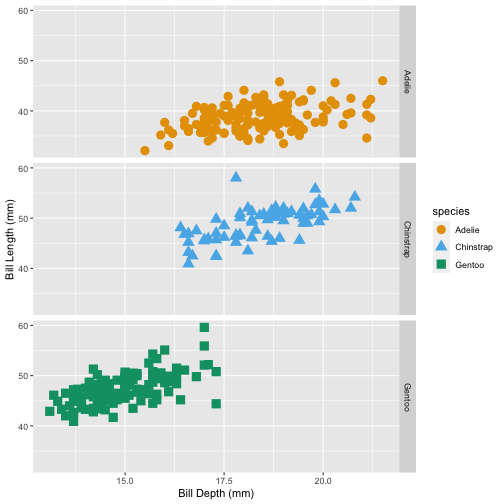 60
50
40
Adelie
60
50
40
Chinstrap
60
50
40
Gentoo
15.0 17.5 20.0
Bill Depth (mm)
Bill Length (mm)
species
Adelie
Chinstrap
Gentoo